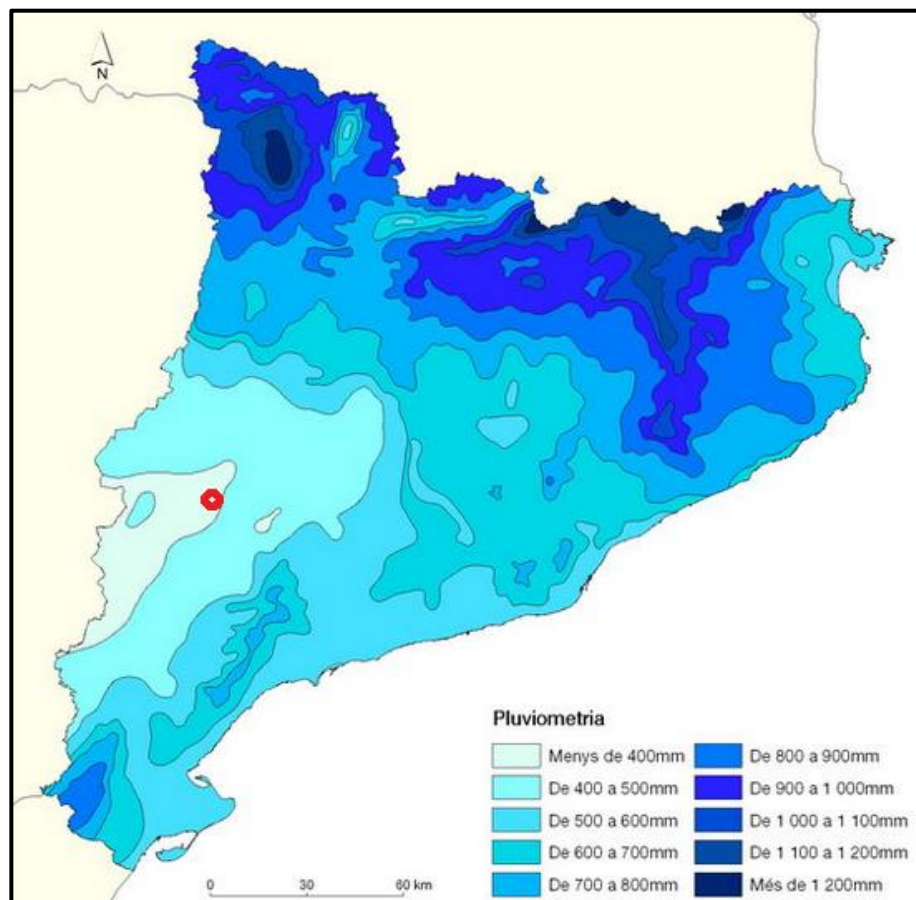 N
Pluviometria
Menys de 400mm
De 400 a 500mm
De 500 a 600mm
De 600 a 700mm
De 700 a 800mm
De 800 a 900mm
De 900 a 1 000mm
De 1 000 a 1 100mm
De 1 100 a 1 200mm
Més de 1 200mm
0 30 60 km